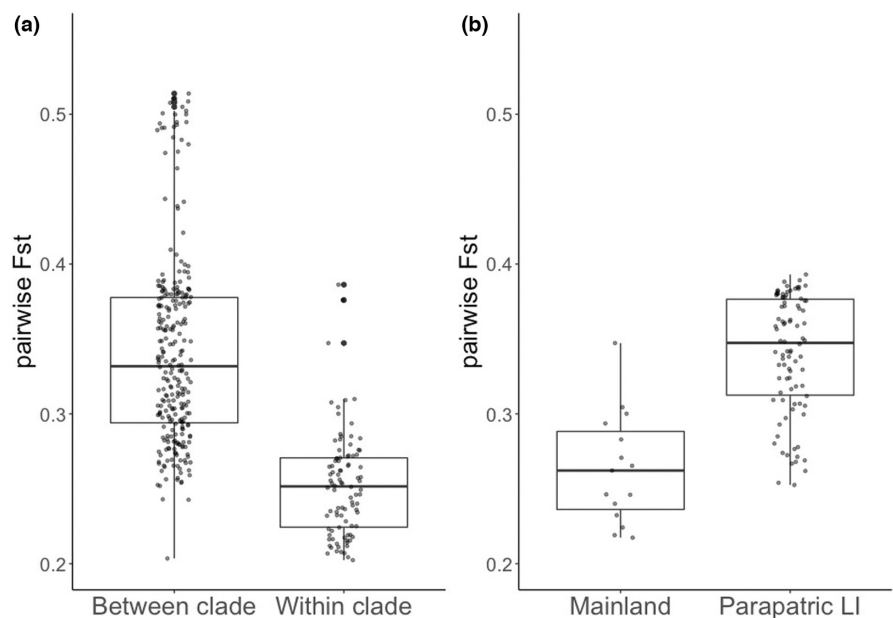 (a)
pairwise Fst
0.5
0.4
0.3
0.2
Between clade Within clade
(b)
pairwise Fst
0.5
0.4
0.3
0.2
Mainland Parapatric LI